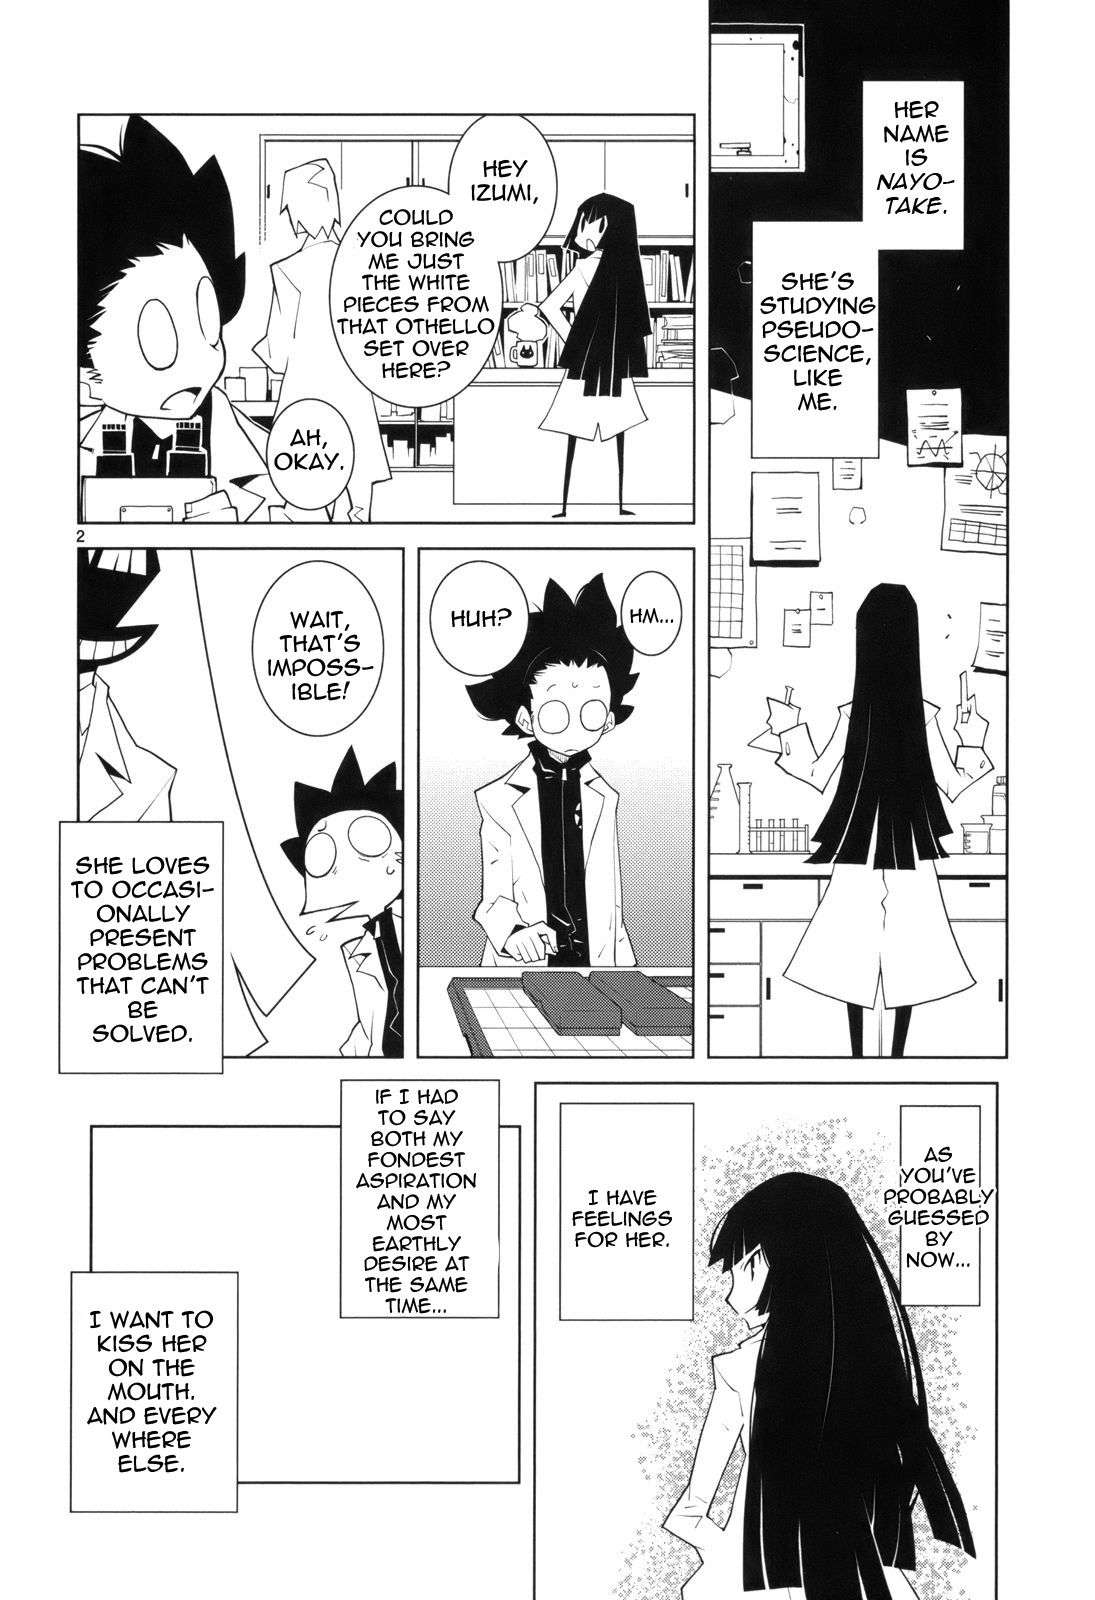 HER
NAME
IS
NAYO-
TAKE.
SHE'S
STUDYING
PSEUDO-
SCIENCE,
LIKE
ME.
HEY
IZUMI,
COULD
YOU BRING
ME JUST
THE WHITE
PIECES FROM
THAT OTHELLO
SET OVER
HERE?
AH,
OKAY.
2
HM...
HUH?
WAIT,
THAT'S
IMPOSS-
IBLE!
SHE LOVES
TO OCCASI-
ONALLY
PRESENT
PROBLEMS
THAT CAN'T
BE
SOLVED.
AS
YOU'VE
PROBABLY
GUESSED
BY
NOW...
I HAVE
FEELINGS
FOR HER.
IF I HAD
TO SAY
BOTH MY
FONDEST
ASPIRATION
AND MY
MOST
EARTHLY
DESIRE AT
THE SAME
TIME...
I WANT TO
KISS HER
ON THE
MOUTH.
AND EVERY
WHERE
ELSE.